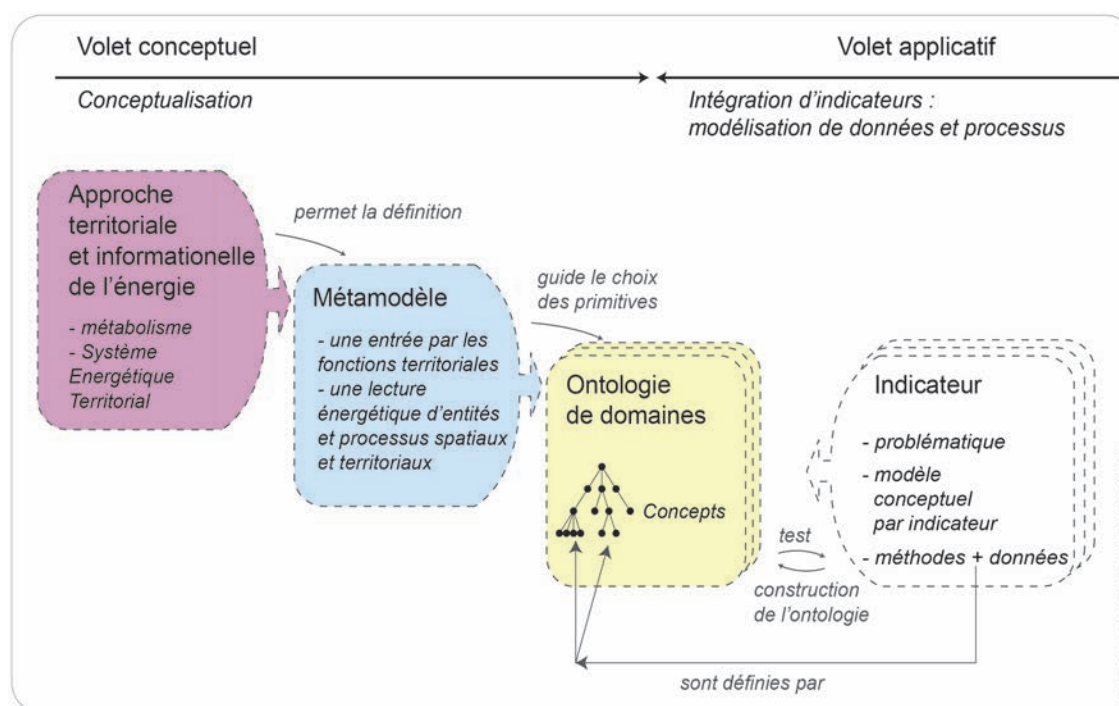 Volet conceptuel
Volet applicatif
Conceptualisation
Intégration d'indicateurs :
modélisation de données et processus
Approche
territoriale
et informationelle
de l'énergie
- métabolisme
- Système
Energétique
Territorial
permet la définition
Métamodèle
- une entrée par les
fonctions territoriales
- une lecture
énergétique d'entités
et processus spatiaux
et territoriaux
guide le choix
des primitives
Ontologie
de domaines
Concepts
test
construction
de l'ontologie
Indicateur
- problématique
- modèle
conceptuel
par indicateur
- méthodes + données
sont définies par